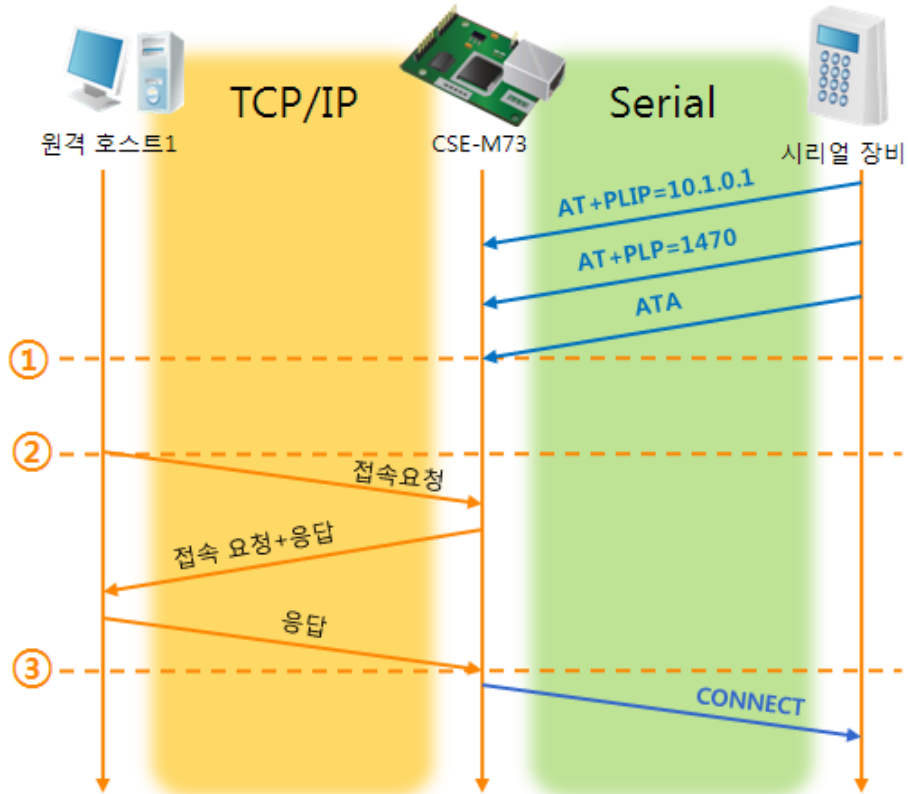 TCP/IP
Serial
원격 호스트1
CSE-M73
시리얼 장비
AT+PLIP=10.1.0.1
AT+PLP=1470
ATA
①
②
접속요청
접속 요청+응답
응답
③
CONNECT